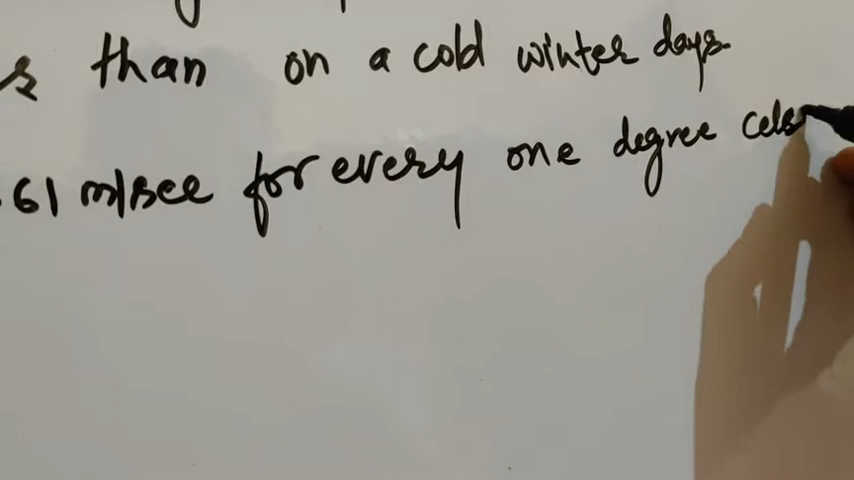 than on a cold winter days.
.61 m/sec for every one degree cels